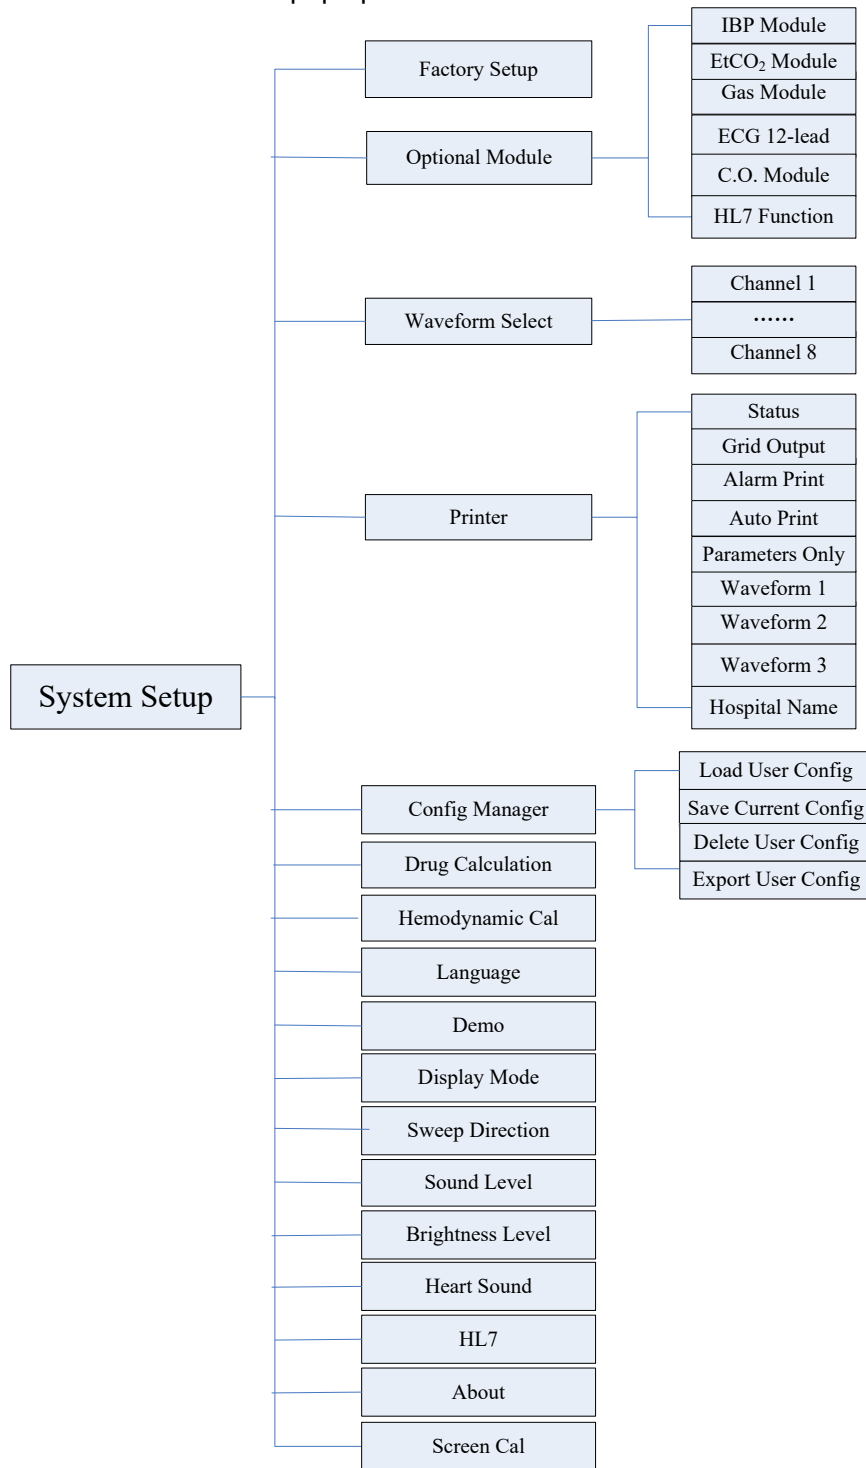 System Setup
Factory Setup
Optional Module
IBP Module
EtCO₂ Module
Gas Module
ECG 12-lead
C.O. Module
HL7 Function
Waveform Select
Channel 1
......
Channel 8
Printer
Status
Grid Output
Alarm Print
Auto Print
Parameters Only
Waveform 1
Waveform 2
Waveform 3
Hospital Name
Config Manager
Load User Config
Save Current Config
Delete User Config
Export User Config
Drug Calculation
Hemodynamic Cal
Language
Demo
Display Mode
Sweep Direction
Sound Level
Brightness Level
Heart Sound
HL7
About
Screen Cal